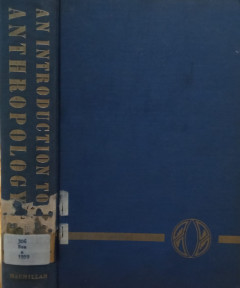 AN INTRODUCTION TO
ANTHROPOLOGY
MACMILLAN